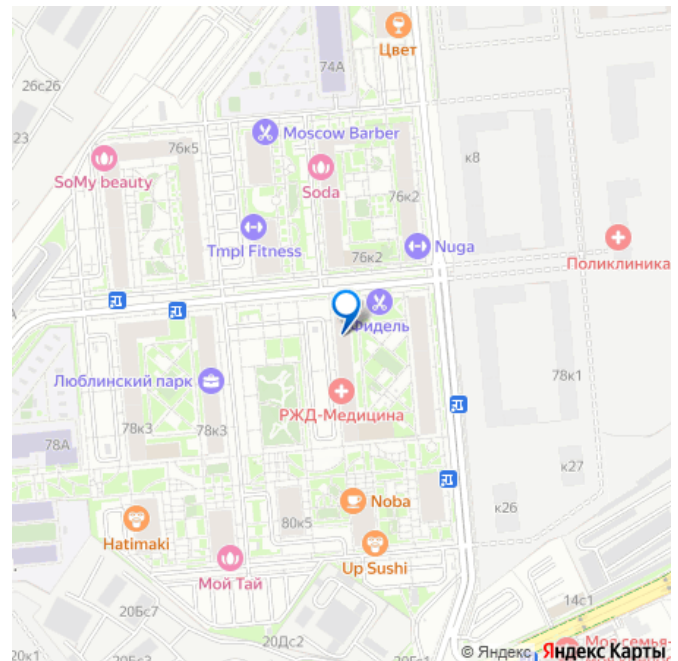 Цвет
74А
26с26
23
Moscow Barber
76к5
к8
SoMy beauty
Soda
76к2
Tmpl Fitness
Nuga
76к2
Поликлиника
Фидель
Люблинский парк
78к1
РЖД-Медицина
78к3
78к3
78А
к27
Noba
80к5
к26
Hatimaki
Up Sushi
Мой Тай
14с1
20Бс7
20Дс2
20Бс3
20к1
© Яндекс Яндекс Карты